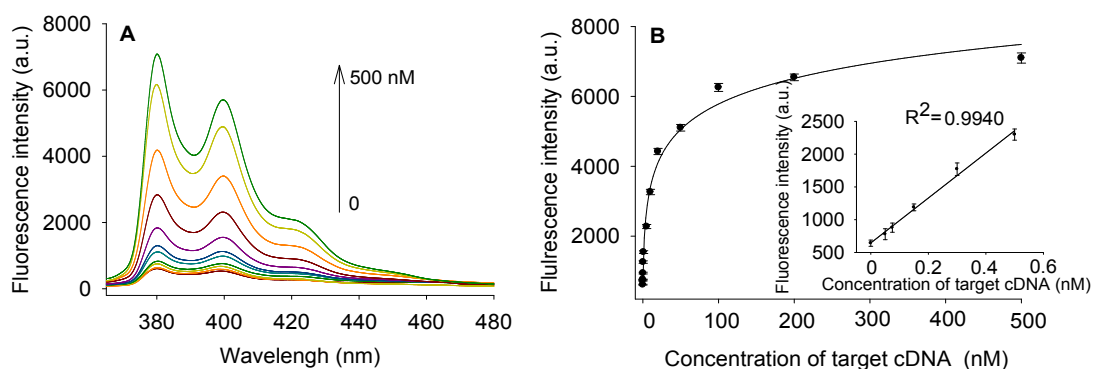 A
Fluorescence intensity (a.u.)
8000
6000
4000
2000
0
500 nM
0
380 400 420 440 460 480
Wavelengh (nm)
B
Flulrescence intensity (a.u.)
8000
6000
4000
2000
0 100 200 300 400 500
Concentration of target cDNA (nM)
R²=0.9940
Fluorescence intensity (a.u.)
2500
2000
1500
1000
500
0.0 0.2 0.4 0.6
Concentration of target cDNA (nM)